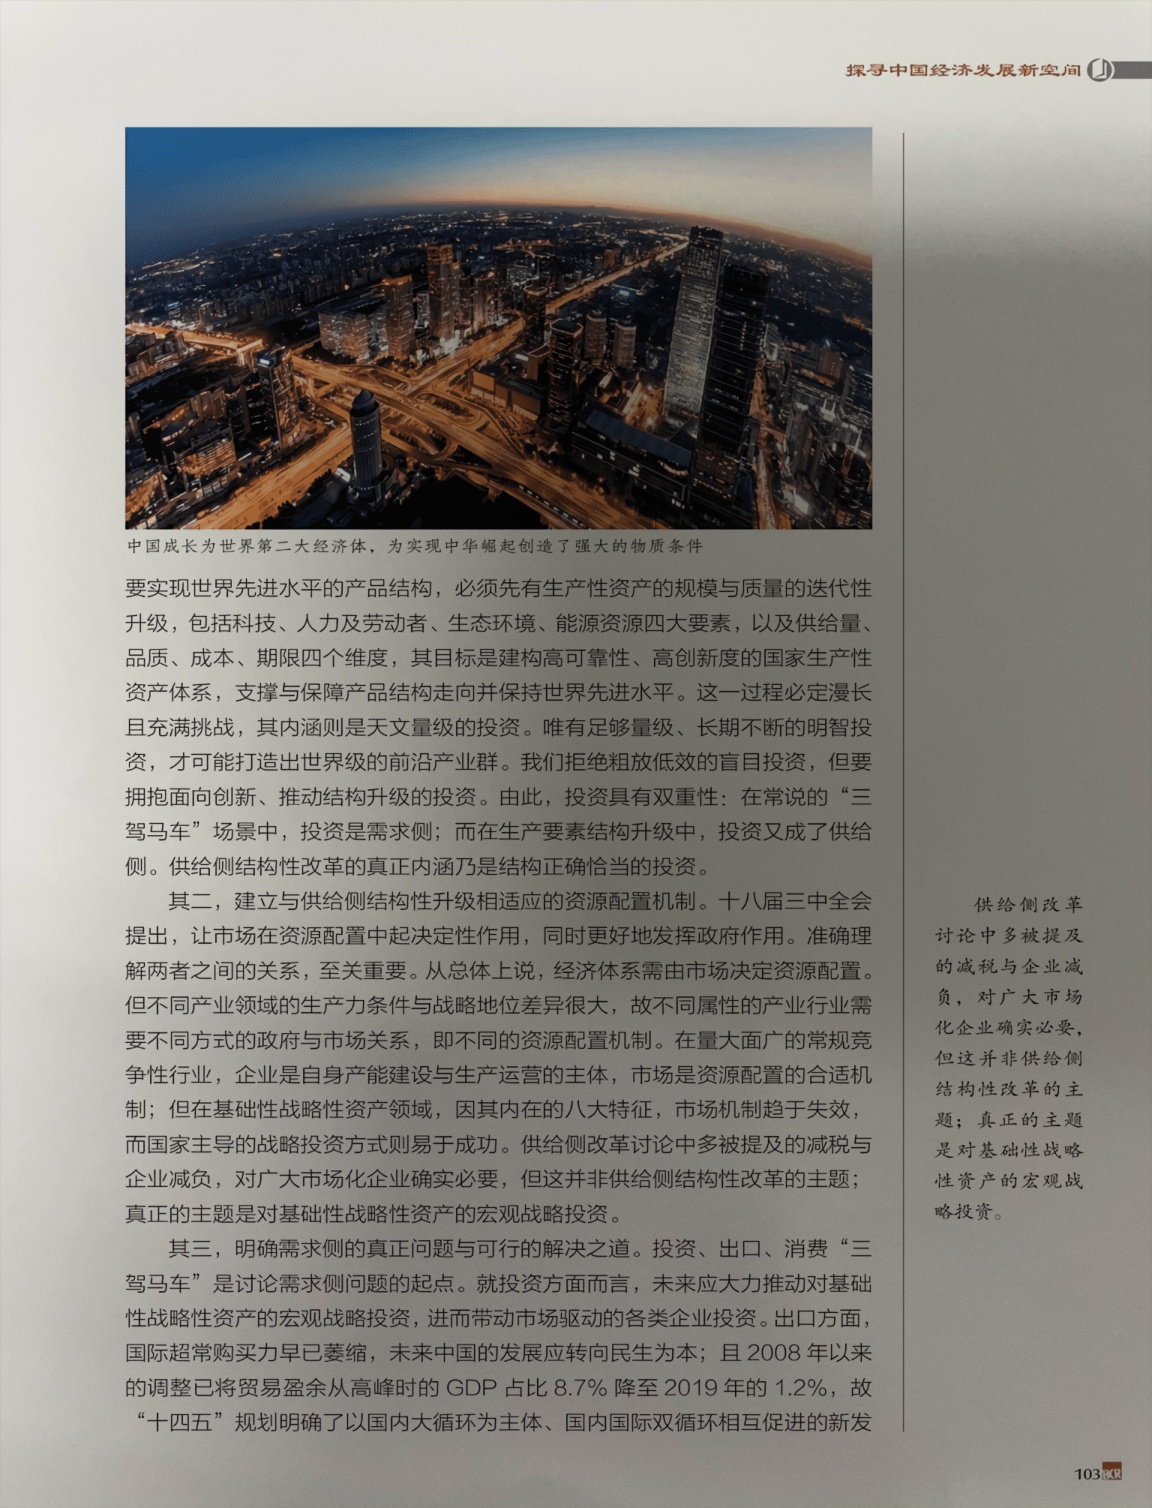 探寻中国经济发展新空间
中国成长为世界第二大经济体，为实现中华崛起创造了强大的物质条件
要实现世界先进水平的产品结构，必须先有生产性资产的规模与质量的迭代性
升级，包括科技、人力及劳动者、生态环境、能源资源四大要素，以及供给量、
品质、成本、期限四个维度，其目标是建构高可靠性、高创新度的国家生产性
资产体系，支撑与保障产品结构走向并保持世界先进水平。这一过程必定漫长
且充满挑战，其内涵则是天文量级的投资。唯有足够量级、长期不断的明智投
资，才可能打造出世界级的前沿产业群。我们拒绝粗放低效的盲目投资，但要
拥抱面向创新、推动结构升级的投资。由此，投资具有双重性：在常说的“三
驾马车”场景中，投资是需求侧；而在生产要素结构升级中，投资又成了供给
侧。供给侧结构性改革的真正内涵乃是结构正确恰当的投资。
其二，建立与供给侧结构性升级相适应的资源配置机制。十八届三中全会
提出，让市场在资源配置中起决定性作用，同时更好地发挥政府作用。准确理
解两者之间的关系，至关重要。从总体上说，经济体系需由市场决定资源配置。
但不同产业领域的生产力条件与战略地位差异很大，故不同属性的产业行业需
要不同方式的政府与市场关系，即不同的资源配置机制。在量大面广的常规竞
争性行业，企业是自身产能建设与生产运营的主体，市场是资源配置的合适机
制；但在基础性战略性资产领域，因其内在的八大特征，市场机制趋于失效，
而国家主导的战略投资方式则易于成功。供给侧改革讨论中多被提及的减税与
企业减负，对广大市场化企业确实必要，但这并非供给侧结构性改革的主题；
真正的主题是对基础性战略性资产的宏观战略投资。
其三，明确需求侧的真正问题与可行的解决之道。投资、出口、消费“三
驾马车”是讨论需求侧问题的起点。就投资方面而言，未来应大力推动对基础
性战略性资产的宏观战略投资，进而带动市场驱动的各类企业投资。出口方面，
国际超常购买力早已萎缩，未来中国的发展应转向民生为本；且 2008 年以来
的调整已将贸易盈余从高峰时的 GDP 占比 8.7% 降至 2019 年的 1.2%，故
“十四五”规划明确了以国内大循环为主体、国内国际双循环相互促进的新发
供给侧改革
讨论中多被提及
的减税与企业减
负，对广大市场
化企业确实必要，
但这并非供给侧
结构性改革的主
题；真正的主题
是对基础性战略
性资产的宏观战
略投资。
103